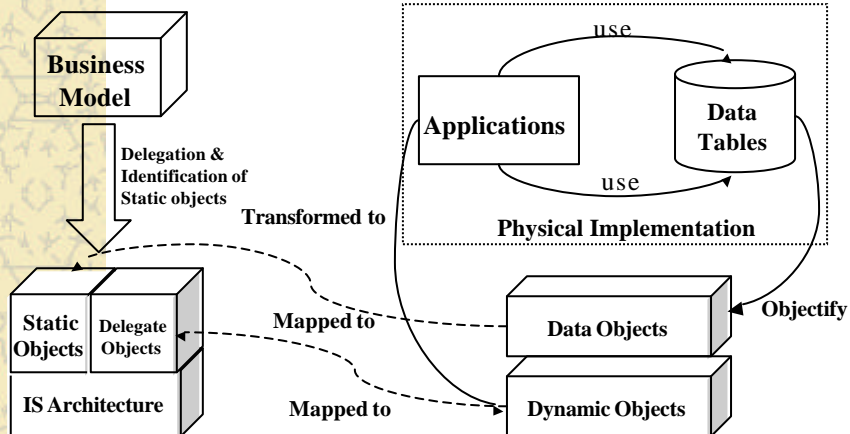 Business
Model
Delegation &
Identification of
Static objects
use
Applications
Data
Tables
use
Physical Implementation
Transformed to
Static
Objects
Delegate
Objects
IS Architecture
Mapped to
Data Objects
Objectify
Mapped to
Dynamic Objects